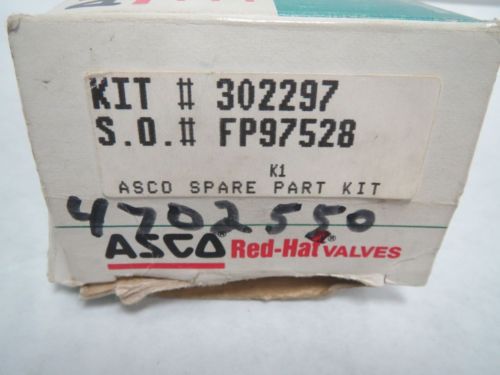 KIT # 302297
S.O.# FP97528
K1
ASCO SPARE PART KIT
4702550
ASCO® Red-Hat® VALVES